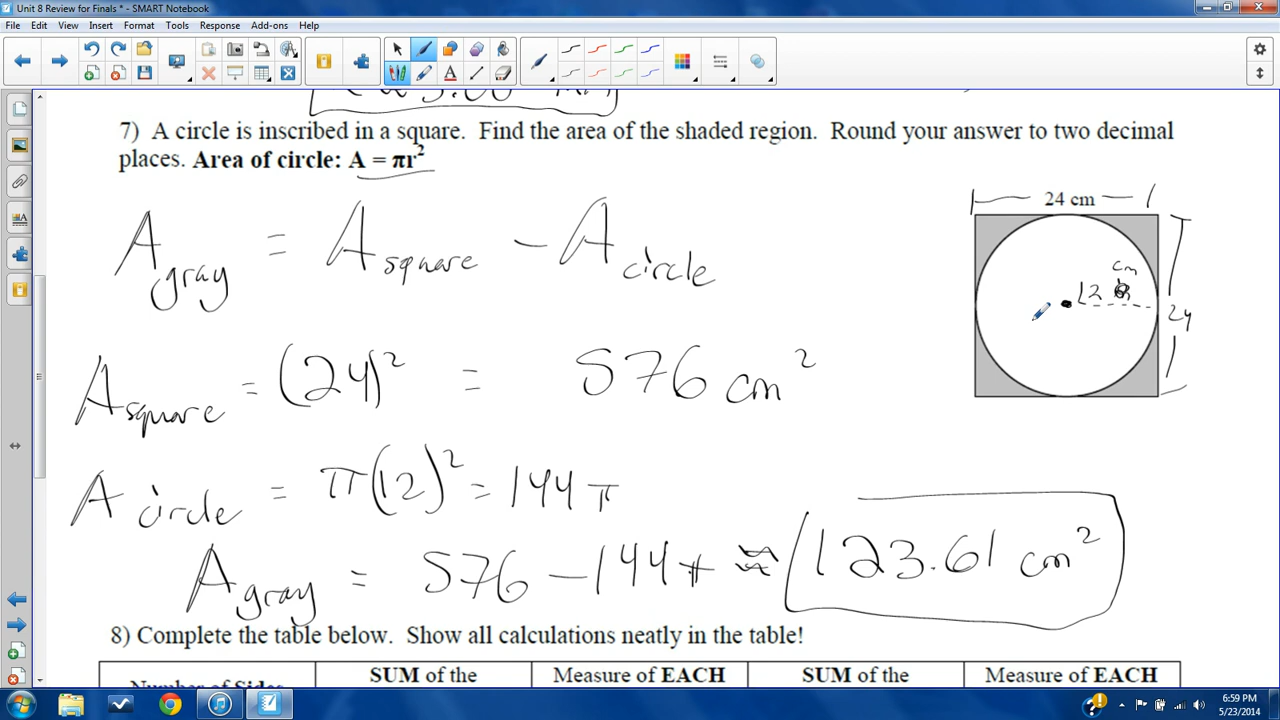 Unit 8 Review for Finals * - SMART Notebook
File Edit View Insert Format Tools Response Add-ons Help
7) A circle is inscribed in a square. Find the area of the shaded region. Round your answer to two decimal
places. Area of circle: A = πr²
24 cm
A gray = A square - A circle
cm
12
24
A square = (24)² = 576 cm²
A circle = π(12)² = 144π
A gray = 576 - 144π ≈ 123.61 cm²
8) Complete the table below. Show all calculations neatly in the table!
Number of Sides SUM of the Measure of EACH SUM of the Measure of EACH
6:59 PM
5/23/2014